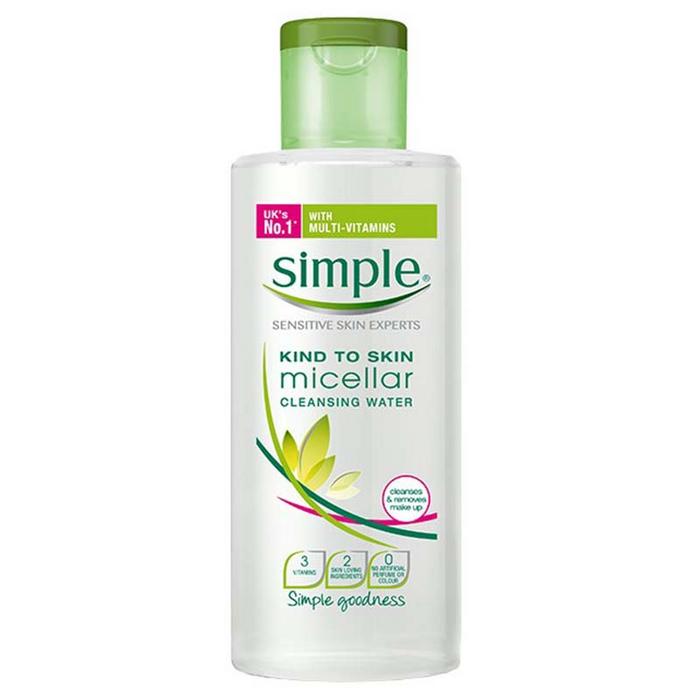 UK's
No.1*
WITH
MULTI-VITAMINS
simple®
SENSITIVE SKIN EXPERTS
KIND TO SKIN
micellar
CLEANSING WATER
cleanses
& removes
make up
3
VITAMINS
2
SKIN LOVING
INGREDIENTS
0
NO ARTIFICIAL
PERFUME OR
COLOUR
Simple goodness